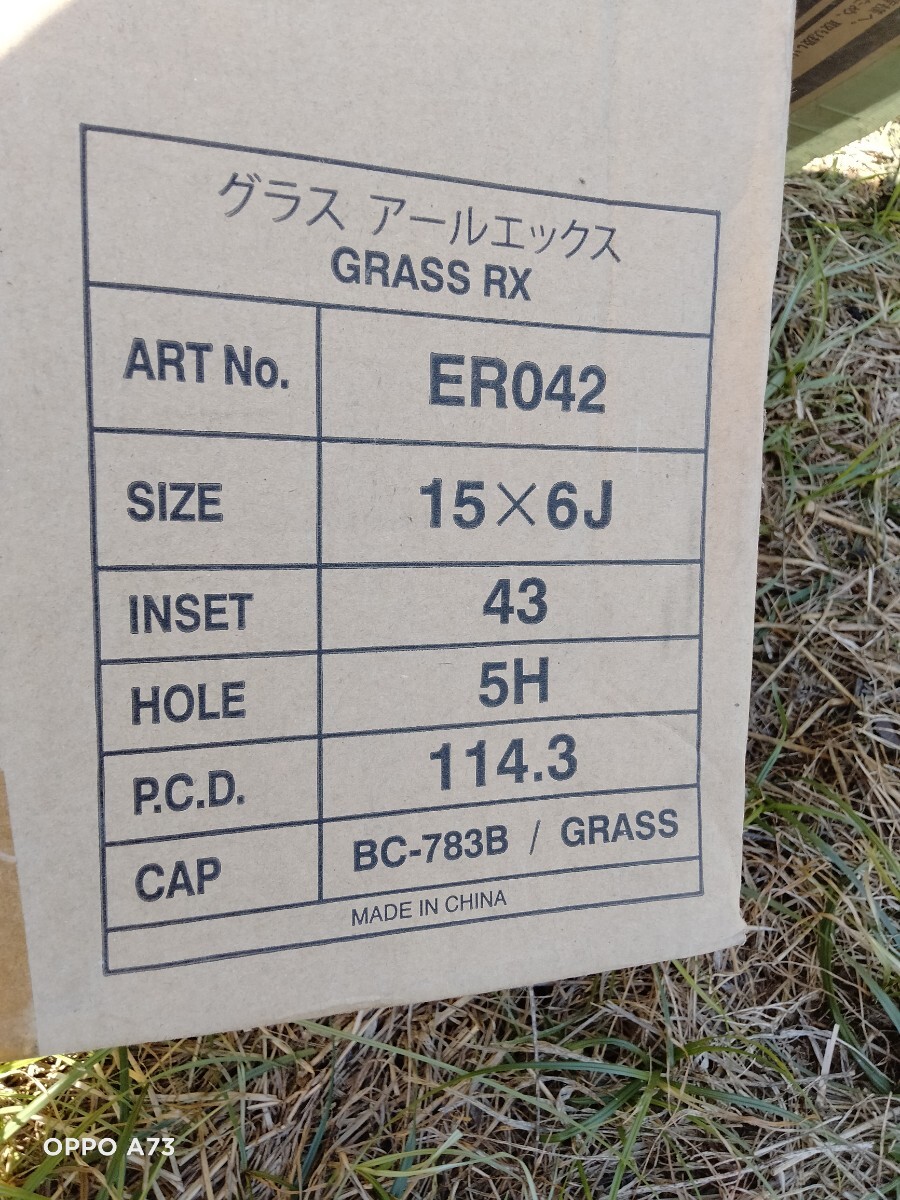 グラス アールエックス
GRASS RX
ART No. ER042
SIZE 15×6J
INSET 43
HOLE 5H
P.C.D. 114.3
CAP BC-783B / GRASS
MADE IN CHINA
OPPO A73